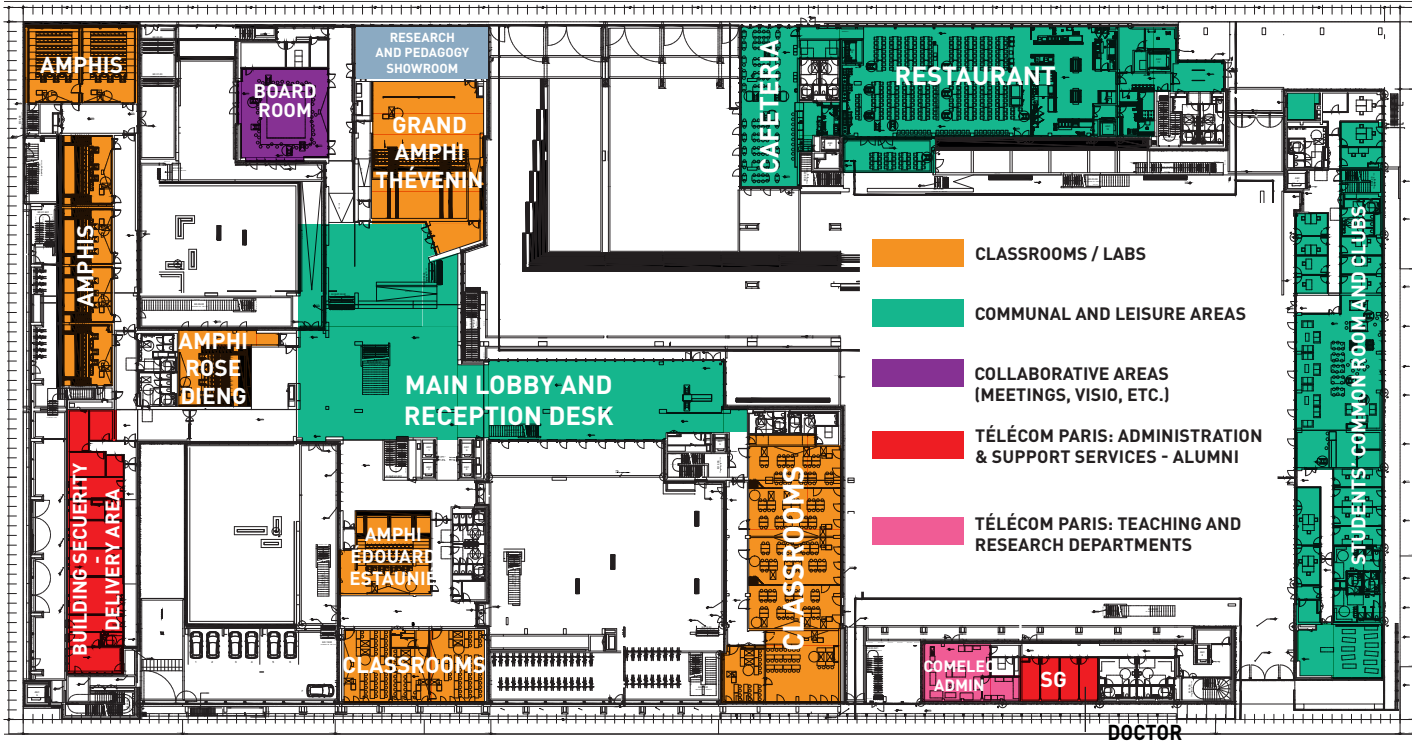 AMPHIS
RESEARCH
AND PEDAGOGY
SHOWROOM
BOARD
ROOM
GRAND
AMPHI
THÉVENIN
CAFETERIA
RESTAURANT
AMPHIS
AMPHI
ROSE
DIENG
MAIN LOBBY AND
RECEPTION DESK
CLASSROOMS / LABS
COMMUNAL AND LEISURE AREAS
COLLABORATIVE AREAS
(MEETINGS, VISIO, ETC.)
TÉLÉCOM PARIS: ADMINISTRATION
& SUPPORT SERVICES - ALUMNI
TÉLÉCOM PARIS: TEACHING AND
RESEARCH DEPARTMENTS
STUDENTS' COMMON ROOM AND CLUBS
BUILDING SECUERITY
- DELIVERY AREA
AMPHI
ÉDOUARD
ESTAUNIÉ
CLASSROOMS
CLASSROOMS
COMELEC
ADMIN
SG
DOCTOR